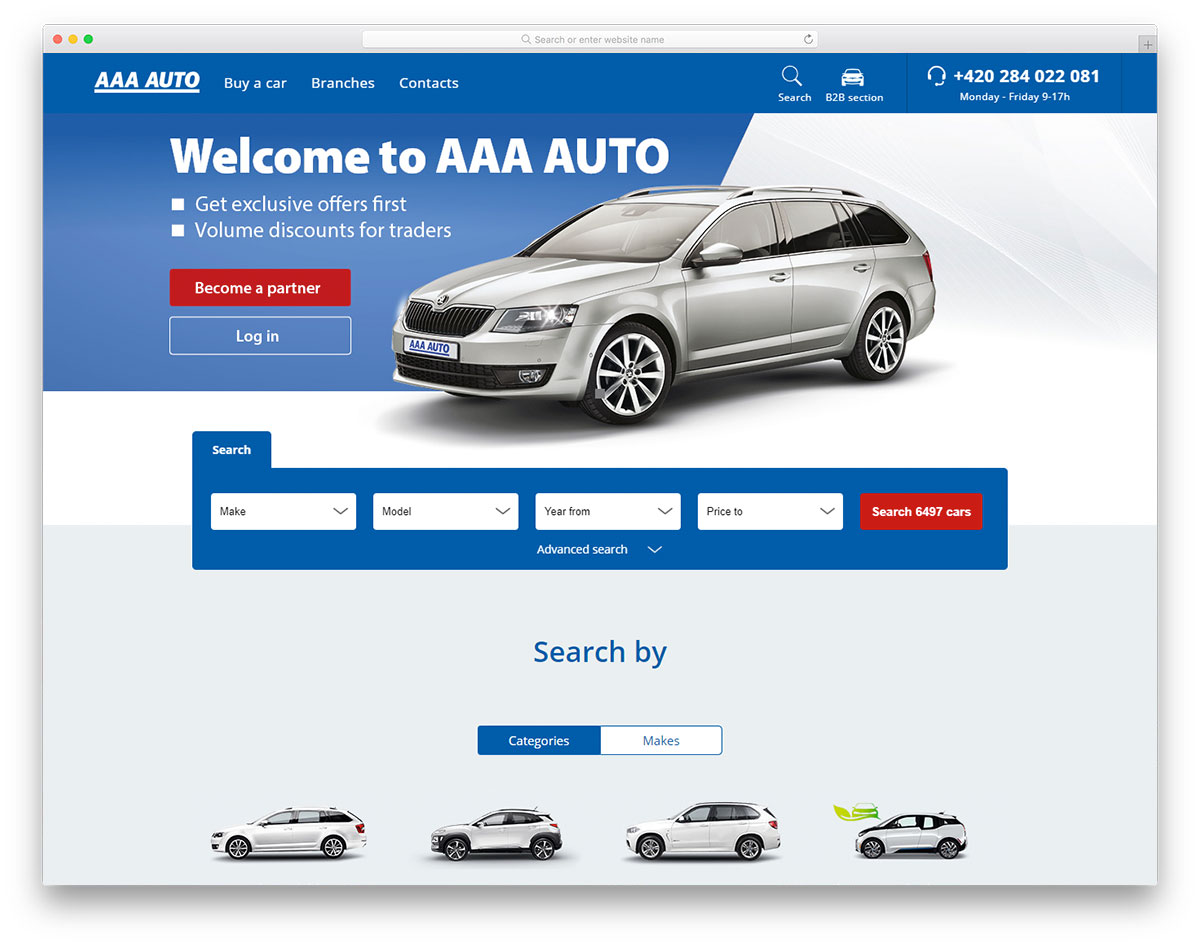 Search or enter website name
AAA AUTO
Buy a car
Branches
Contacts
Search
B2B section
+420 284 022 081
Monday - Friday 9-17h
Welcome to AAA AUTO
Get exclusive offers first
Volume discounts for traders
Become a partner
Log in
AAA AUTO
Search
Make
Model
Year from
Price to
Search 6497 cars
Advanced search
Search by
Categories
Makes